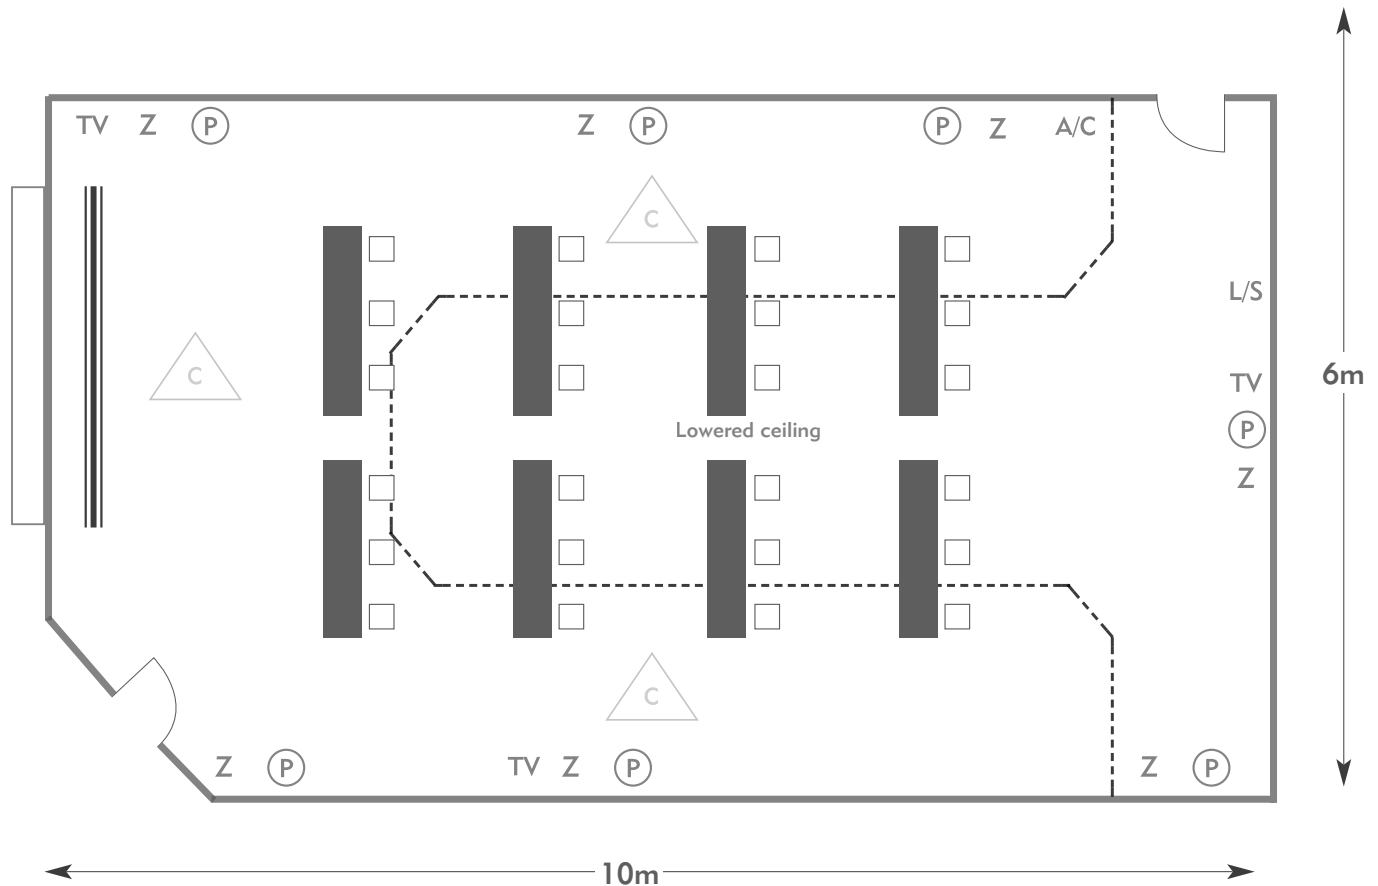 TV Z P Z P P Z A/C
C
L/S
C
TV
6m
Lowered ceiling
P
Z
C
Z P TV Z P Z P
10m